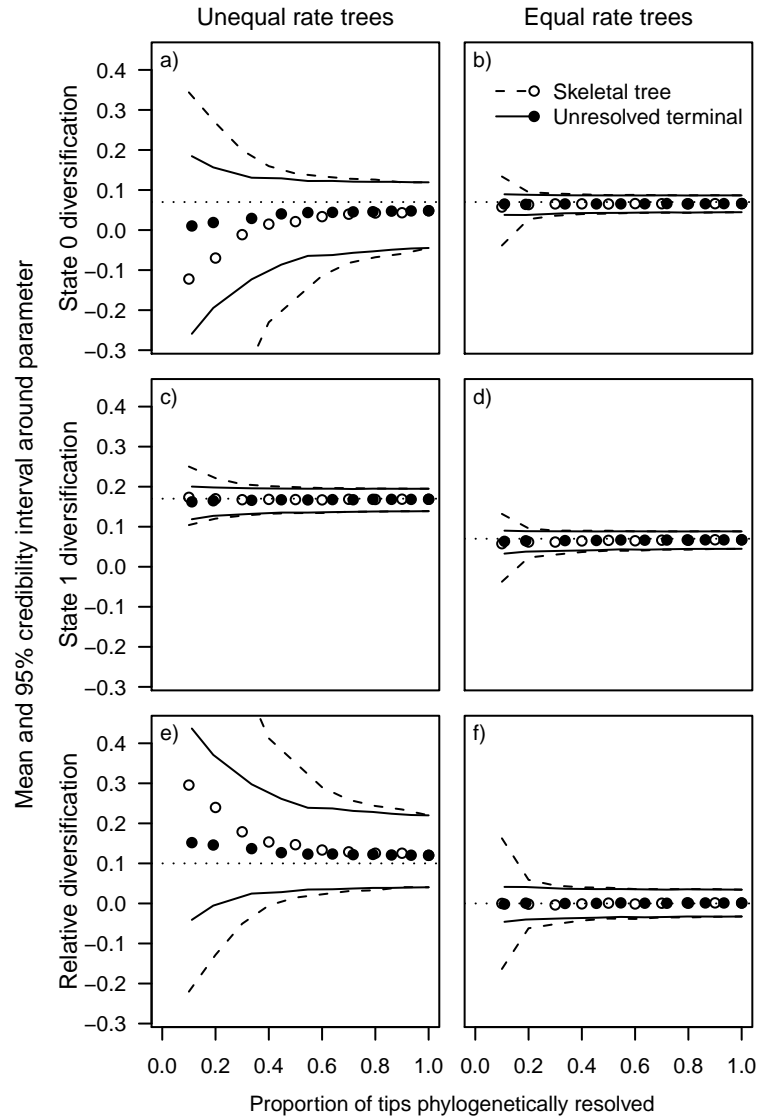 Unequal rate trees
Equal rate trees
Mean and 95% credibility interval around parameter
State 0 diversification
a)
0.4
0.3
0.2
0.1
0.0
−0.1
−0.2
−0.3
b)
Skeletal tree
Unresolved terminal
State 1 diversification
c)
0.4
0.3
0.2
0.1
0.0
−0.1
−0.2
−0.3
d)
Relative diversification
e)
0.4
0.3
0.2
0.1
0.0
−0.1
−0.2
−0.3
f)
0.0 0.2 0.4 0.6 0.8 1.0
0.0 0.2 0.4 0.6 0.8 1.0
Proportion of tips phylogenetically resolved